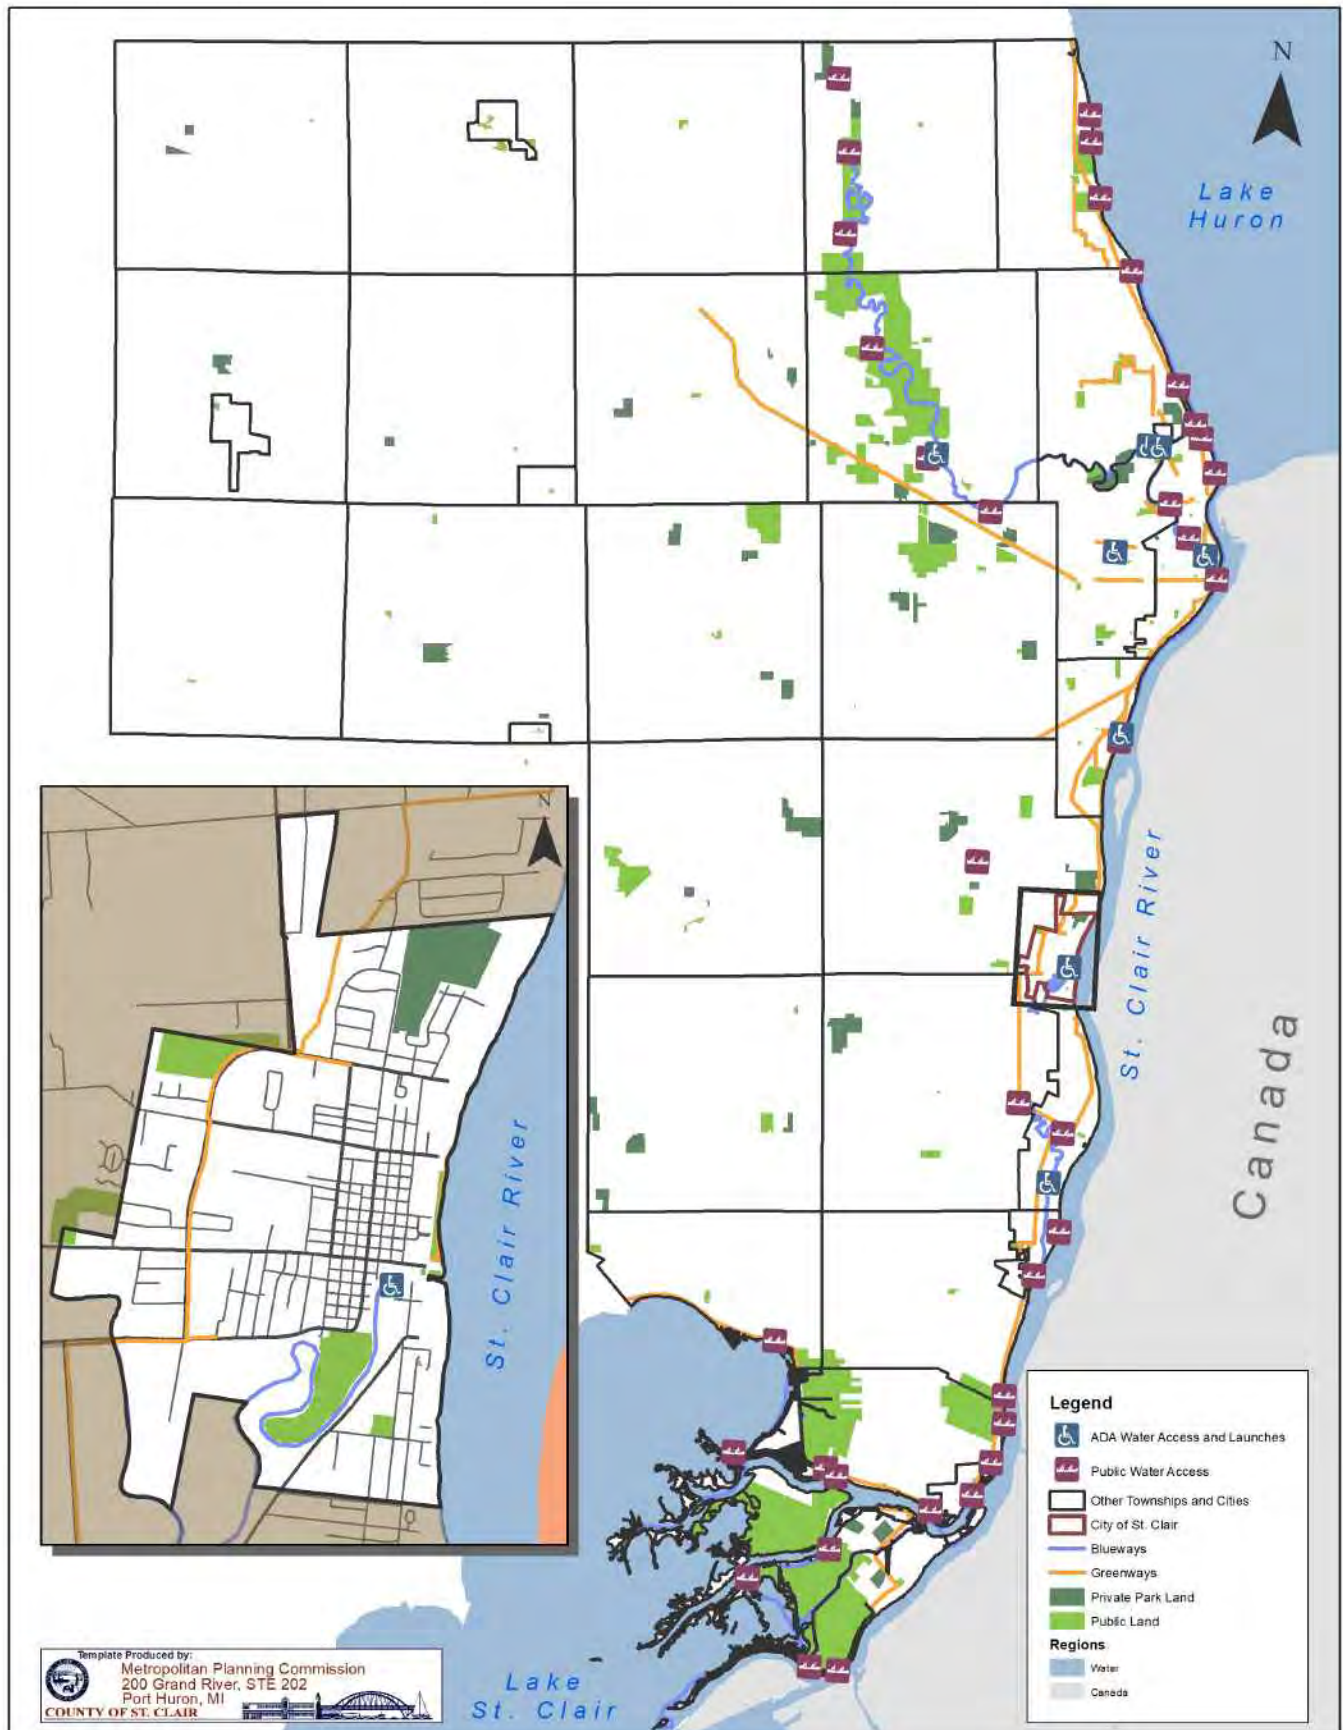 N
Lake
Huron
St. Clair River
Canada
N
St. Clair River
Legend
ADA Water Access and Launches
Public Water Access
Other Townships and Cities
City of St. Clair
Blueways
Greenways
Private Park Land
Public Land
Regions
Water
Canada
Lake
St. Clair
Template Produced by:
Metropolitan Planning Commission
200 Grand River, STE 202
Port Huron, MI
COUNTY OF ST. CLAIR